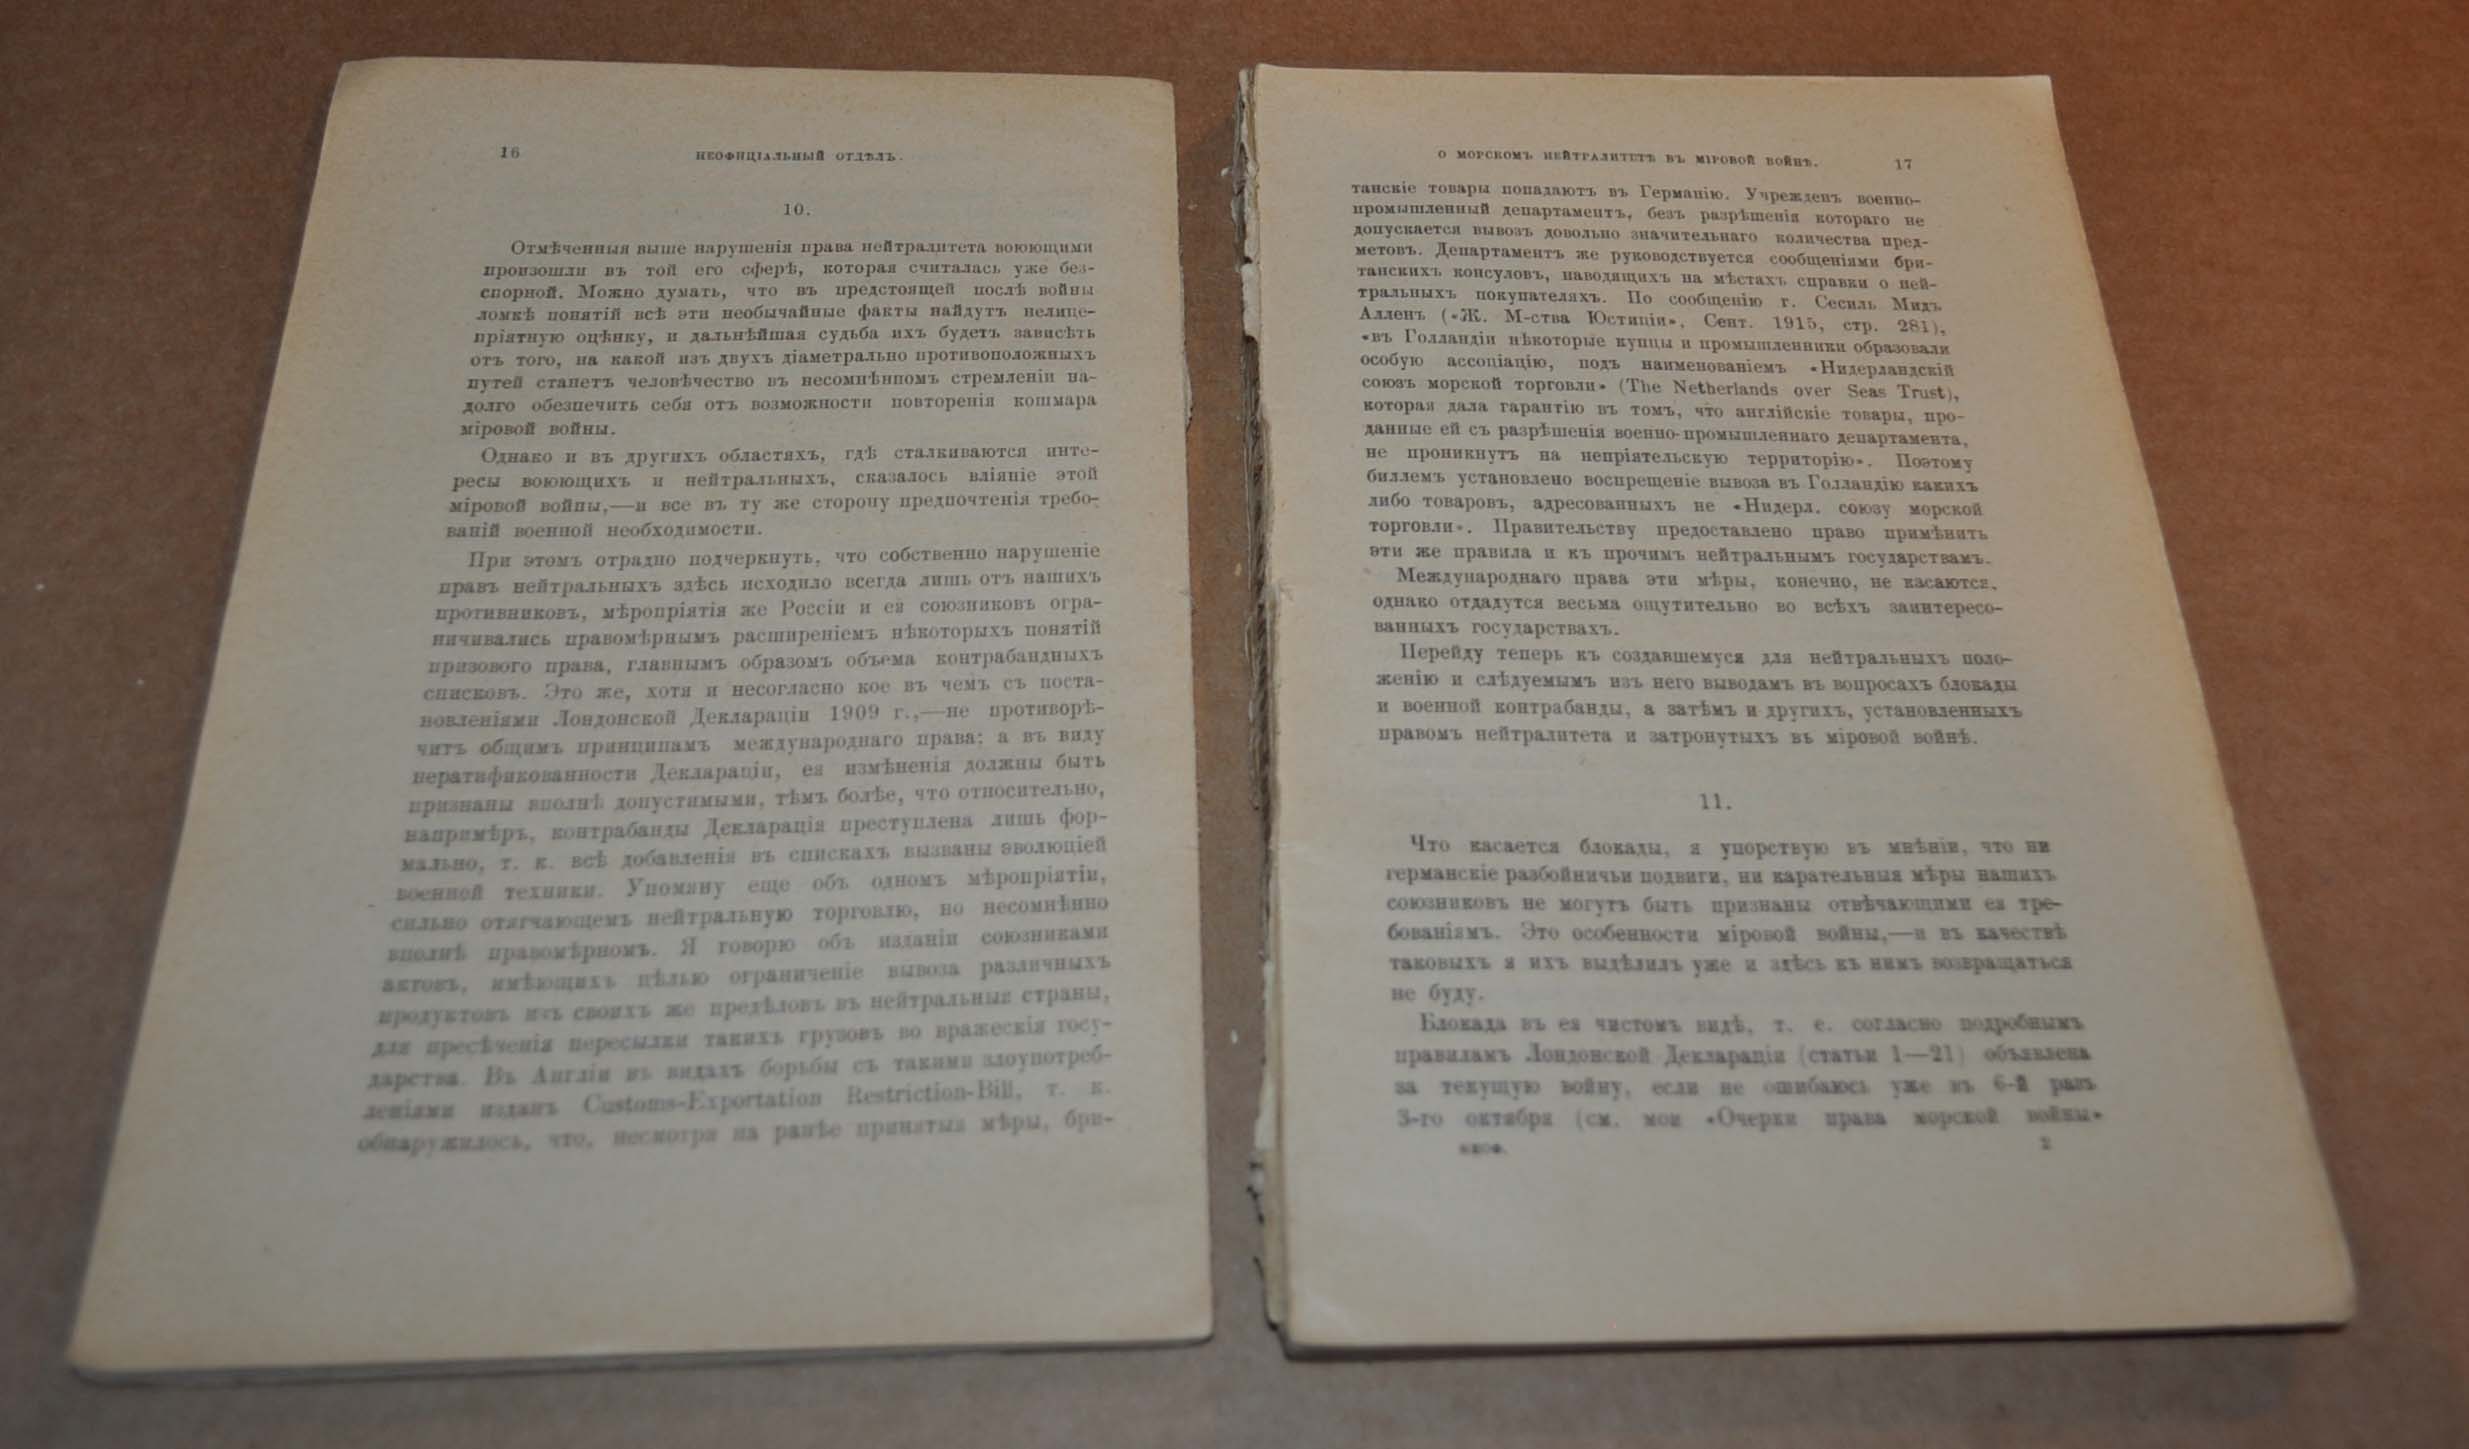 16
НЕОФИЦІАЛЬНЫЙ ОТДѢЛЪ.
10.
Отмѣченныя выше нарушенія права нейтралитета воюющими
произошли въ той его сферѣ, которая считалась уже без-
спорной. Можно думать, что въ предстоящей послѣ войны
ломкѣ понятій всѣ эти необычайные факты найдутъ нелице-
пріятную оцѣнку, и дальнѣйшая судьба ихъ будетъ зависѣть
отъ того, на какой изъ двухъ діаметрально противоположныхъ
путей станетъ человѣчество въ несомнѣнномъ стремленіи на-
долго обезпечить себя отъ возможности повторенія кошмара
міровой войны.
Однако и въ другихъ областяхъ, гдѣ сталкиваются инте-
ресы воюющихъ и нейтральныхъ, сказалось вліяніе этой
міровой войны,—и все въ ту же сторону предпочтенія требо-
ваній военной необходимости.
При этомъ отрадно подчеркнуть, что собственно нарушеніе
правъ нейтральныхъ здѣсь исходило всегда лишь отъ нашихъ
противниковъ, мѣропріятія же Россіи и ея союзниковъ огра-
ничивались правомѣрнымъ расширеніемъ нѣкоторыхъ понятій
призового права, главнымъ образомъ объема контрабандныхъ
списковъ. Это же, хотя и несогласно кое въ чемъ съ поста-
новленіями Лондонской Деклараціи 1909 г.,—не противорѣ-
читъ общимъ принципамъ международнаго права; а въ виду
нератификованности Деклараціи, ея измѣненія должны быть
признаны вполнѣ допустимыми, тѣмъ болѣе, что относительно,
напримѣръ, контрабанды Декларація преступлена лишь фор-
мально, т. к. всѣ добавленія въ спискахъ вызваны эволюціей
военной техники. Упомяну еще объ одномъ мѣропріятіи,
сильно отягчающемъ нейтральную торговлю, но несомнѣнно
вполнѣ правомѣрномъ. Я говорю объ изданіи союзниками
актовъ, имѣющихъ цѣлью ограниченіе вывоза различныхъ
продуктовъ изъ своихъ же предѣловъ въ нейтральныя страны,
для пресѣченія пересылки такихъ грузовъ во вражескія госу-
дарства. Въ Англіи въ видахъ борьбы съ такими злоупотреб-
леніями изданъ Customs-Exportation Restriction-Bill, т. к.
обнаружилось, что, несмотря на ранѣе принятыя мѣры, бри-
О МОРСКОМЪ НЕЙТРАЛИТЕТѢ ВЪ МІРОВОЙ ВОЙНѢ.
17
танскіе товары попадаютъ въ Германію. Учрежденъ военно-
промышленный департаментъ, безъ разрѣшенія котораго не
допускается вывозъ довольно значительнаго количества пред-
метовъ. Департаментъ же руководствуется сообщеніями бри-
танскихъ консуловъ, наводящихъ на мѣстахъ справки о ней-
тральныхъ покупателяхъ. По сообщенію г. Сесиль Мидъ
Алленъ («Ж. М-ства Юстиціи», Сент. 1915, стр. 281),
«въ Голландіи нѣкоторые купцы и промышленники образовали
особую ассоціацію, подъ наименованіемъ «Нидерландскій
союзъ морской торговли» (The Netherlands over Seas Trust),
которая дала гарантію въ томъ, что англійскіе товары, про-
данные ей съ разрѣшенія военно-промышленнаго департамента,
не проникнутъ на непріятельскую территорію». Поэтому
биллемъ установлено воспрещеніе вывоза въ Голландію какихъ
либо товаровъ, адресованныхъ не «Нидерл. союзу морской
торговли». Правительству предоставлено право примѣнить
эти же правила и къ прочимъ нейтральнымъ государствамъ.
Международнаго права эти мѣры, конечно, не касаются,
однако отдадутся весьма ощутительно во всѣхъ заинтересо-
ванныхъ государствахъ.
Перейду теперь къ создавшемуся для нейтральныхъ поло-
женію и слѣдуемымъ изъ него выводамъ въ вопросахъ блокады
и военной контрабанды, а затѣмъ и другихъ, установленныхъ
правомъ нейтралитета и затронутыхъ въ міровой войнѣ.
11.
Что касается блокады, я упорствую въ мнѣніи, что ни
германскіе разбойничьи подвиги, ни карательныя мѣры нашихъ
союзниковъ не могутъ быть признаны отвѣчающими ея тре-
бованіямъ. Это особенности міровой войны,—и въ качествѣ
таковыхъ я ихъ выдѣлилъ уже и здѣсь къ нимъ возвращаться
не буду.
Блокада въ ея чистомъ видѣ, т. е. согласно подробнымъ
правиламъ Лондонской Деклараціи (статьи 1—21) объявлена
за текущую войну, если не ошибаюсь уже въ 6-й разъ
3-го октября (см. мои «Очерки права морской войны»
НЕОФ.
2